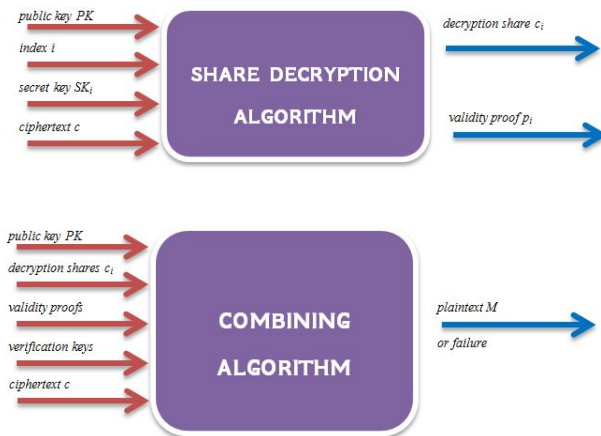 public key PK
index i
secret key SKi
ciphertext c
SHARE DECRYPTION
ALGORITHM
decryption share ci
validity proof pi
public key PK
decryption shares ci
validity proofs
verification keys
ciphertext c
COMBINING
ALGORITHM
plaintext M
or failure